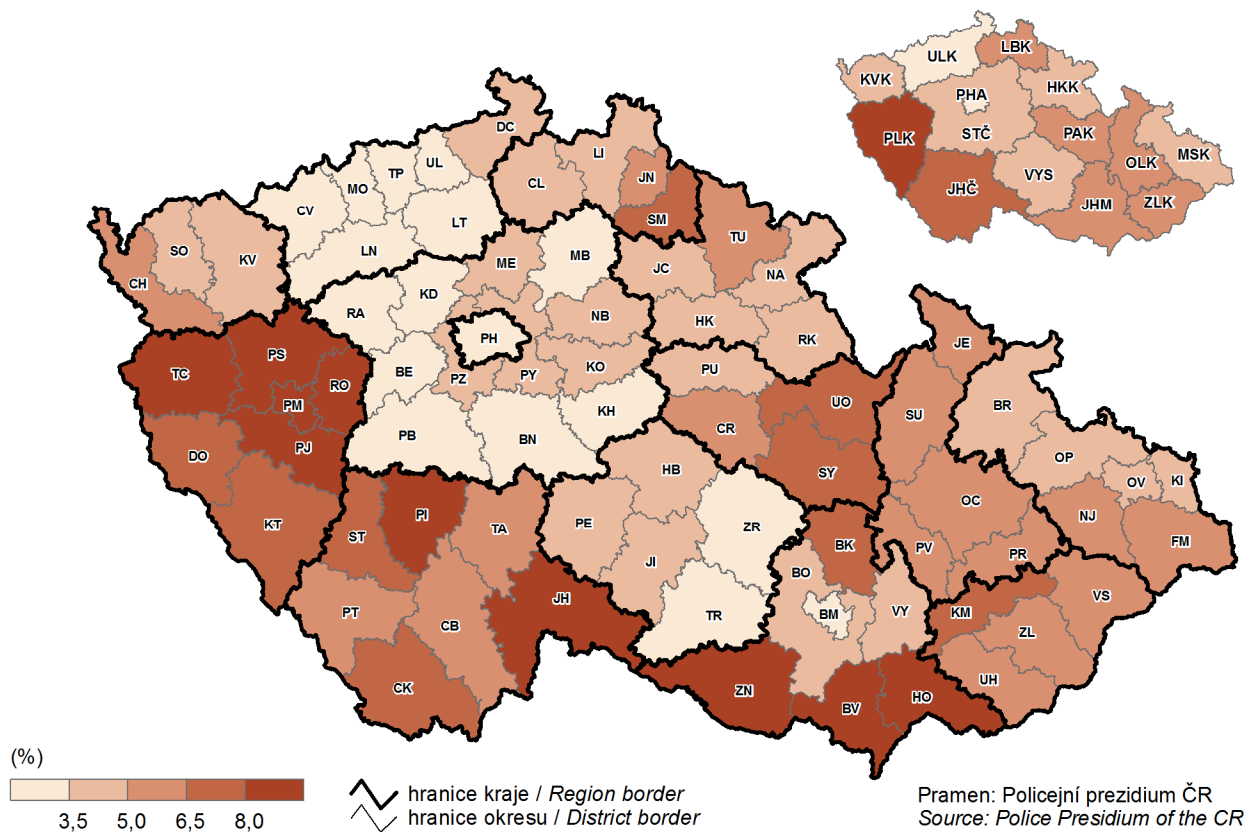 ULK
LBK
KVK
HKK
PHA
STČ
PLK
PAK
OLK
MSK
VYS
JHČ
JHM
ZLK
DC
UL
TP
MO
CV
LT
LN
LI
CL
JN
SM
TU
SO
KV
CH
MB
ME
JC
NA
KD
RA
NB
HK
RK
PH
PS
TC
RO
BE
PZ
PY
KO
PU
JE
PM
KH
UO
SU
BR
PJ
PB
BN
CR
DO
HB
SY
OP
OV
KI
KT
PI
TA
PE
ZR
OC
NJ
ST
JI
BK
PV
PR
FM
BO
PT
CB
JH
TR
BM
VY
KM
VS
ZL
CK
ZN
BV
HO
UH
(%)
3,5 5,0 6,5 8,0
hranice kraje / Region border
hranice okresu / District border
Pramen: Policejní prezidium ČR
Source: Police Presidium of the CR